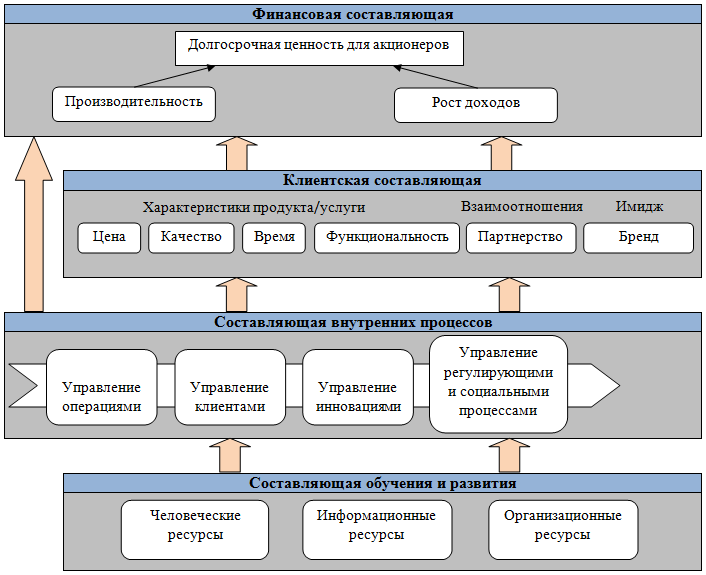 Финансовая составляющая
Долгосрочная ценность для акционеров
Производительность
Рост доходов
Клиентская составляющая
Характеристики продукта/услуги
Взаимоотношения
Имидж
Цена
Качество
Время
Функциональность
Партнерство
Бренд
Составляющая внутренних процессов
Управление
операциями
Управление
клиентами
Управление
инновациями
Управление
регулирующими
и социальными
процессами
Составляющая обучения и развития
Человеческие
ресурсы
Информационные
ресурсы
Организационные
ресурсы